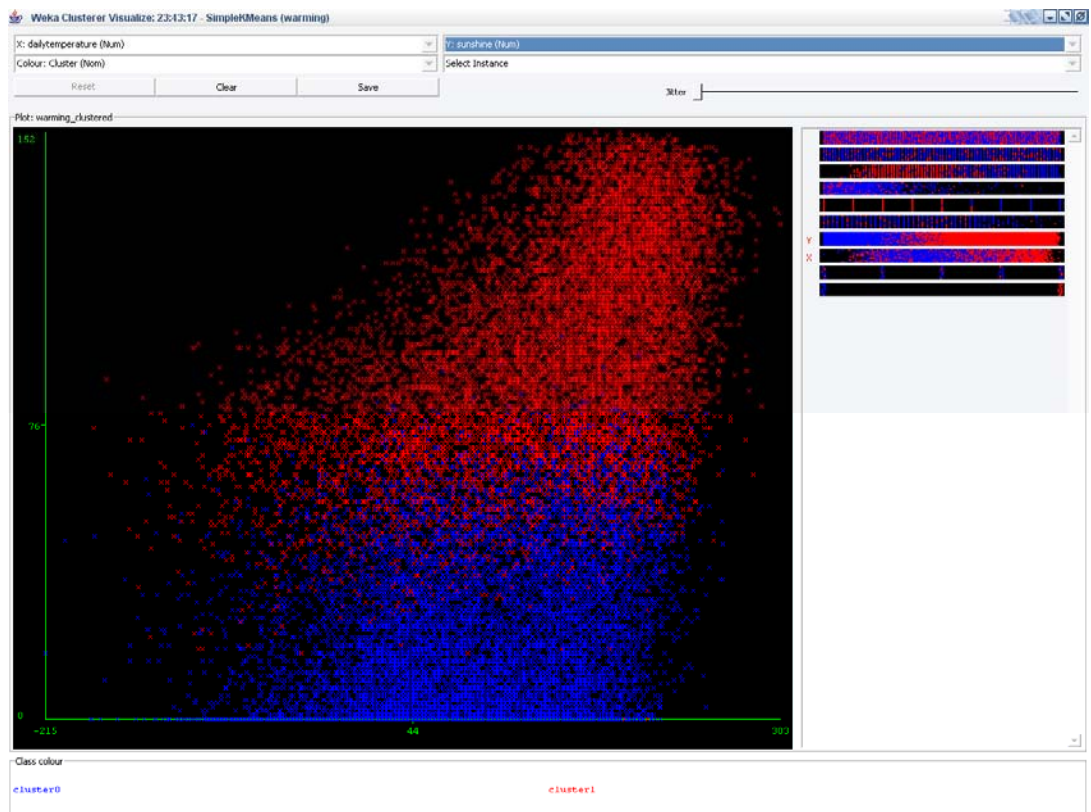 Weka Clusterer Visualize: 23:43:17 - SimpleKMeans (warming)
X: dailytemperature (Num)
Y: sunshine (Num)
Colour: Cluster (Nom)
Select Instance
Reset
Clear
Save
Jitter
Plot: warming_clustered
152
76
0
-215
44
303
Y
X
Class colour
cluster0
cluster1